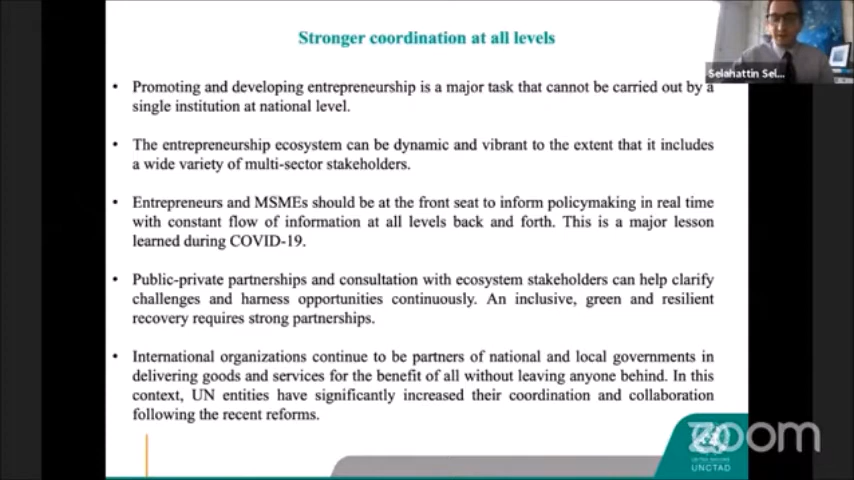 Stronger coordination at all levels
Selahattin Sel...
• Promoting and developing entrepreneurship is a major task that cannot be carried out by a
single institution at national level.
• The entrepreneurship ecosystem can be dynamic and vibrant to the extent that it includes
a wide variety of multi-sector stakeholders.
• Entrepreneurs and MSMEs should be at the front seat to inform policymaking in real time
with constant flow of information at all levels back and forth. This is a major lesson
learned during COVID-19.
• Public-private partnerships and consultation with ecosystem stakeholders can help clarify
challenges and harness opportunities continuously. An inclusive, green and resilient
recovery requires strong partnerships.
• International organizations continue to be partners of national and local governments in
delivering goods and services for the benefit of all without leaving anyone behind. In this
context, UN entities have significantly increased their coordination and collaboration
following the recent reforms.
zoom
UNITED NATIONS
UNCTAD